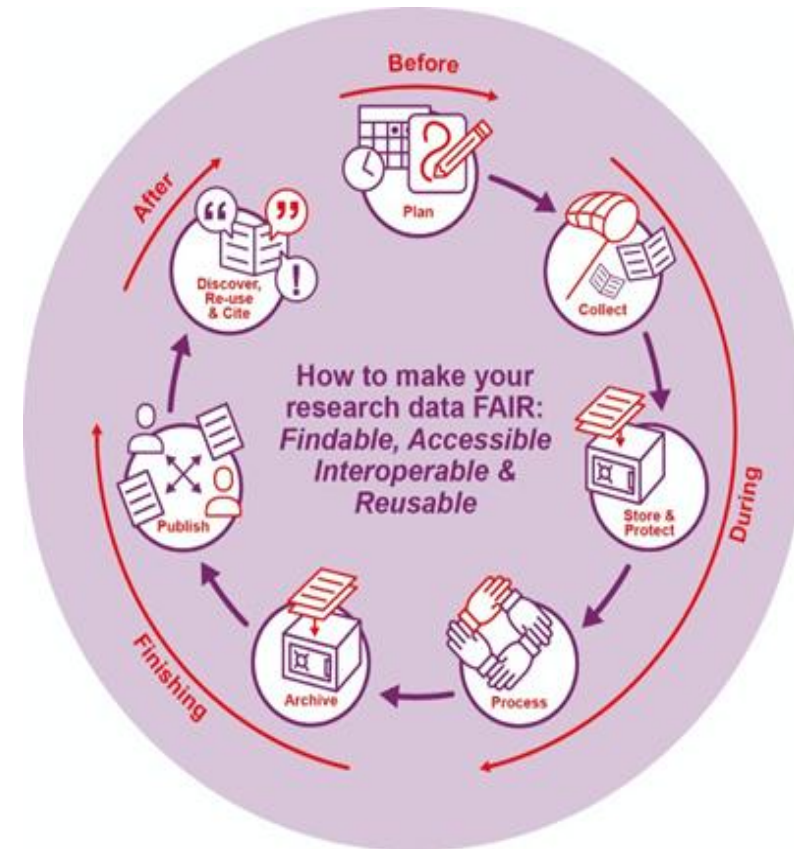 Before
Plan
Collect
Store &
Protect
During
Process
Archive
Finishing
Publish
Discover,
Re-use
& Cite
After
How to make your
research data FAIR:
Findable, Accessible
Interoperable &
Reusable